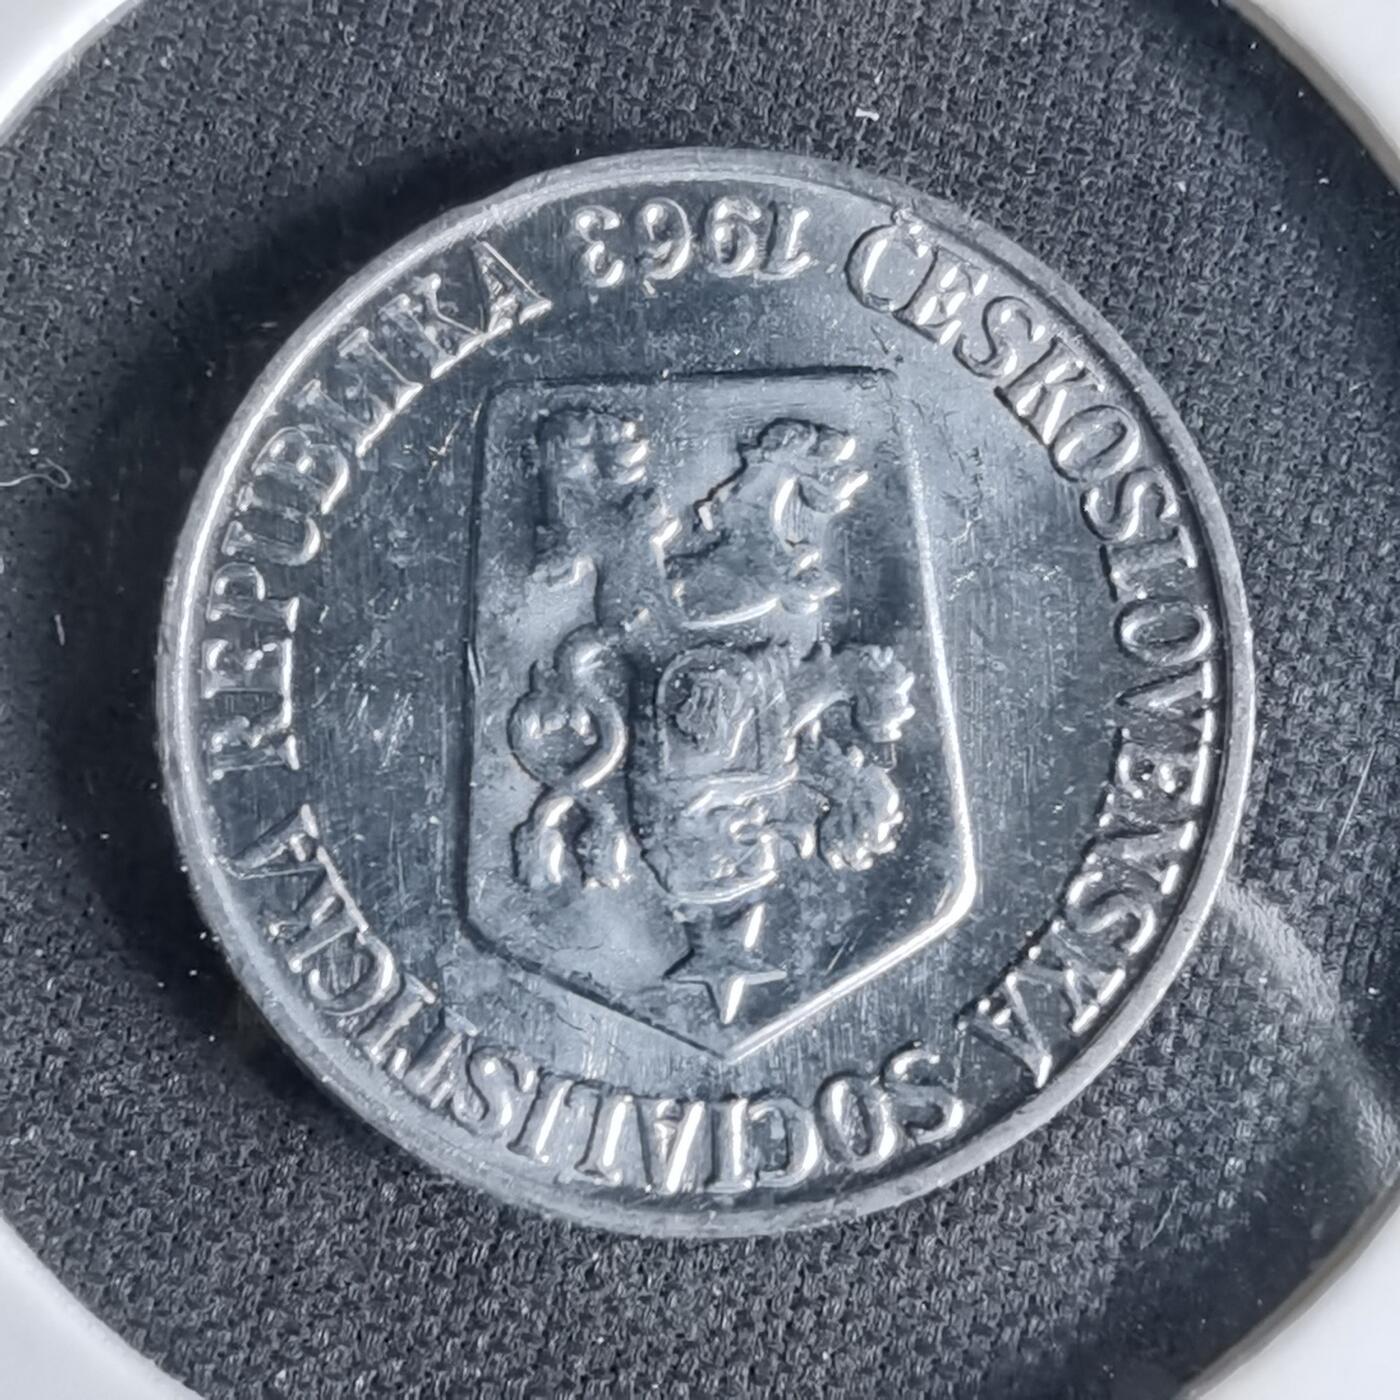 ČESKOSLOVENSKÁ SOCIALISTICKÁ REPUBLIKA
1963